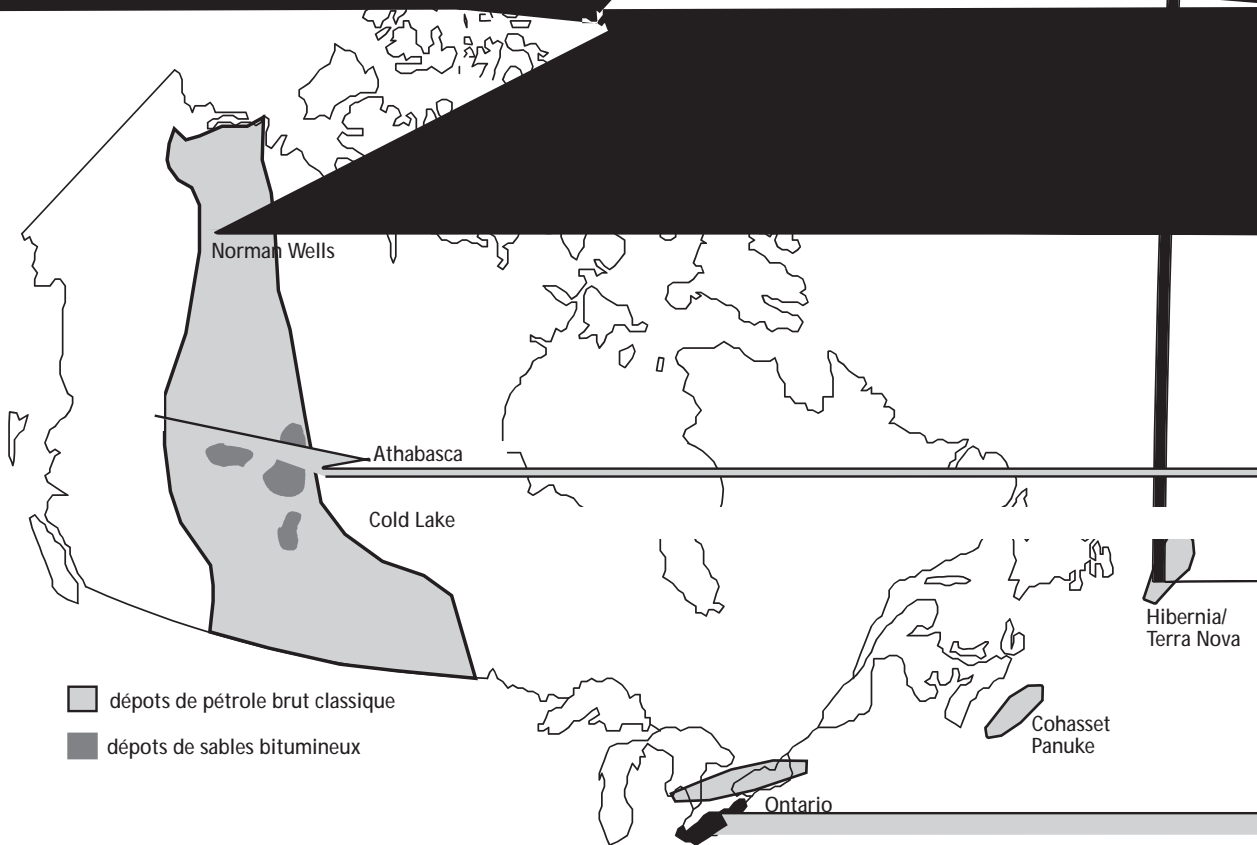 Norman Wells
Athabasca
Cold Lake
Hibernia/
Terra Nova
dépots de pétrole brut classique
Cohasset
Panuke
dépots de sables bitumineux
Ontario